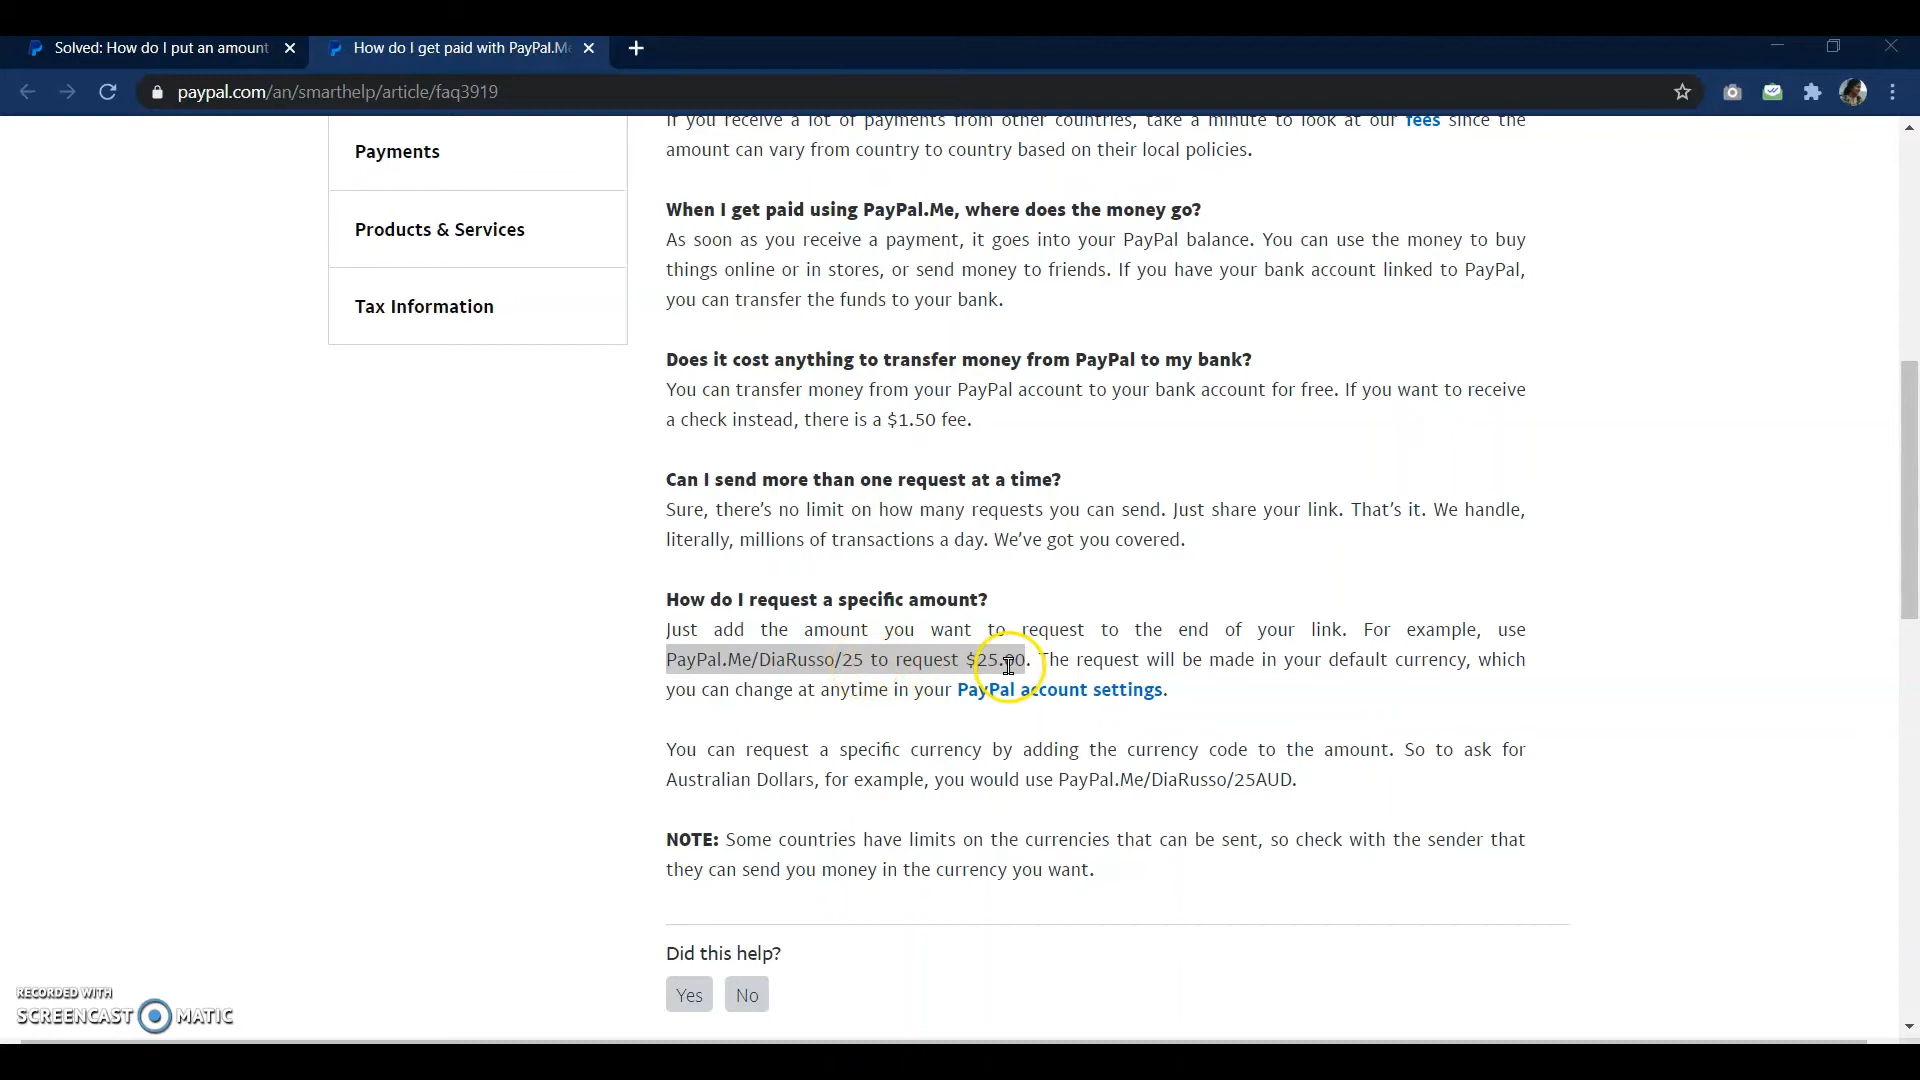 Solved: How do I put an amount
How do I get paid with PayPal.Me
paypal.com/an/smarthelp/article/faq3919
Payments
Products & Services
Tax Information
If you receive a lot of payments from other countries, take a minute to look at our fees since the
amount can vary from country to country based on their local policies.
When I get paid using PayPal.Me, where does the money go?
As soon as you receive a payment, it goes into your PayPal balance. You can use the money to buy
things online or in stores, or send money to friends. If you have your bank account linked to PayPal,
you can transfer the funds to your bank.
Does it cost anything to transfer money from PayPal to my bank?
You can transfer money from your PayPal account to your bank account for free. If you want to receive
a check instead, there is a $1.50 fee.
Can I send more than one request at a time?
Sure, there's no limit on how many requests you can send. Just share your link. That's it. We handle,
literally, millions of transactions a day. We've got you covered.
How do I request a specific amount?
Just add the amount you want to request to the end of your link. For example, use
PayPal.Me/DiaRusso/25 to request $25.00. The request will be made in your default currency, which
you can change at anytime in your PayPal account settings.
You can request a specific currency by adding the currency code to the amount. So to ask for
Australian Dollars, for example, you would use PayPal.Me/DiaRusso/25AUD.
NOTE: Some countries have limits on the currencies that can be sent, so check with the sender that
they can send you money in the currency you want.
Did this help?
Yes No
RECORDED WITH
SCREENCAST MATIC